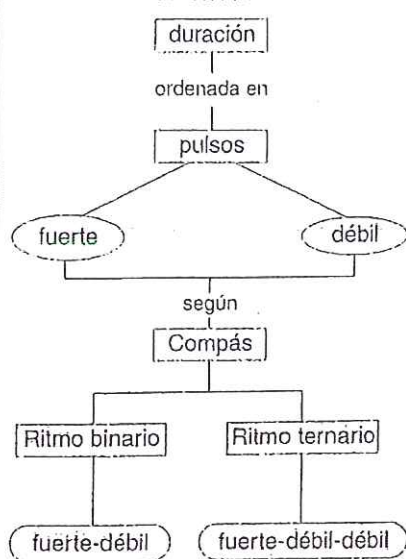 duración
ordenada en
pulsos
fuerte débil
según
Compás
Ritmo binario Ritmo ternario
fuerte-débil fuerte-débil-débil